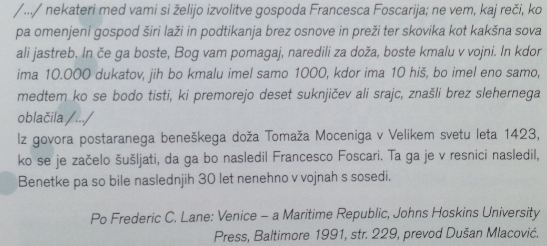 /.../ nekateri med vami si želijo izvolitve gospoda Francesca Foscarija; ne vem, kaj reči, ko
pa omenjeni gospod širi laži in podtikanja brez osnove in preži ter skovika kot kakšna sova
ali jastreb. In če ga boste, Bog vam pomagaj, naredili za doža, boste kmalu v vojni. In kdor
ima 10.000 dukatov, jih bo kmalu imel samo 1000, kdor ima 10 hiš, bo imel eno samo,
medtem ko se bodo tisti, ki premorejo deset suknjičev ali srajc, znašli brez slehernega
oblačila /.../
Iz govora postaranega beneškega doža Tomaža Moceniga v Velikem svetu leta 1423,
ko se je začelo šušljati, da ga bo nasledil Francesco Foscari. Ta ga je v resnici nasledil,
Benetke pa so bile naslednjih 30 let nenehno v vojnah s sosedi.
Po Frederic C. Lane: Venice – a Maritime Republic, Johns Hoskins University
Press, Baltimore 1991, str. 229, prevod Dušan Mlacović.